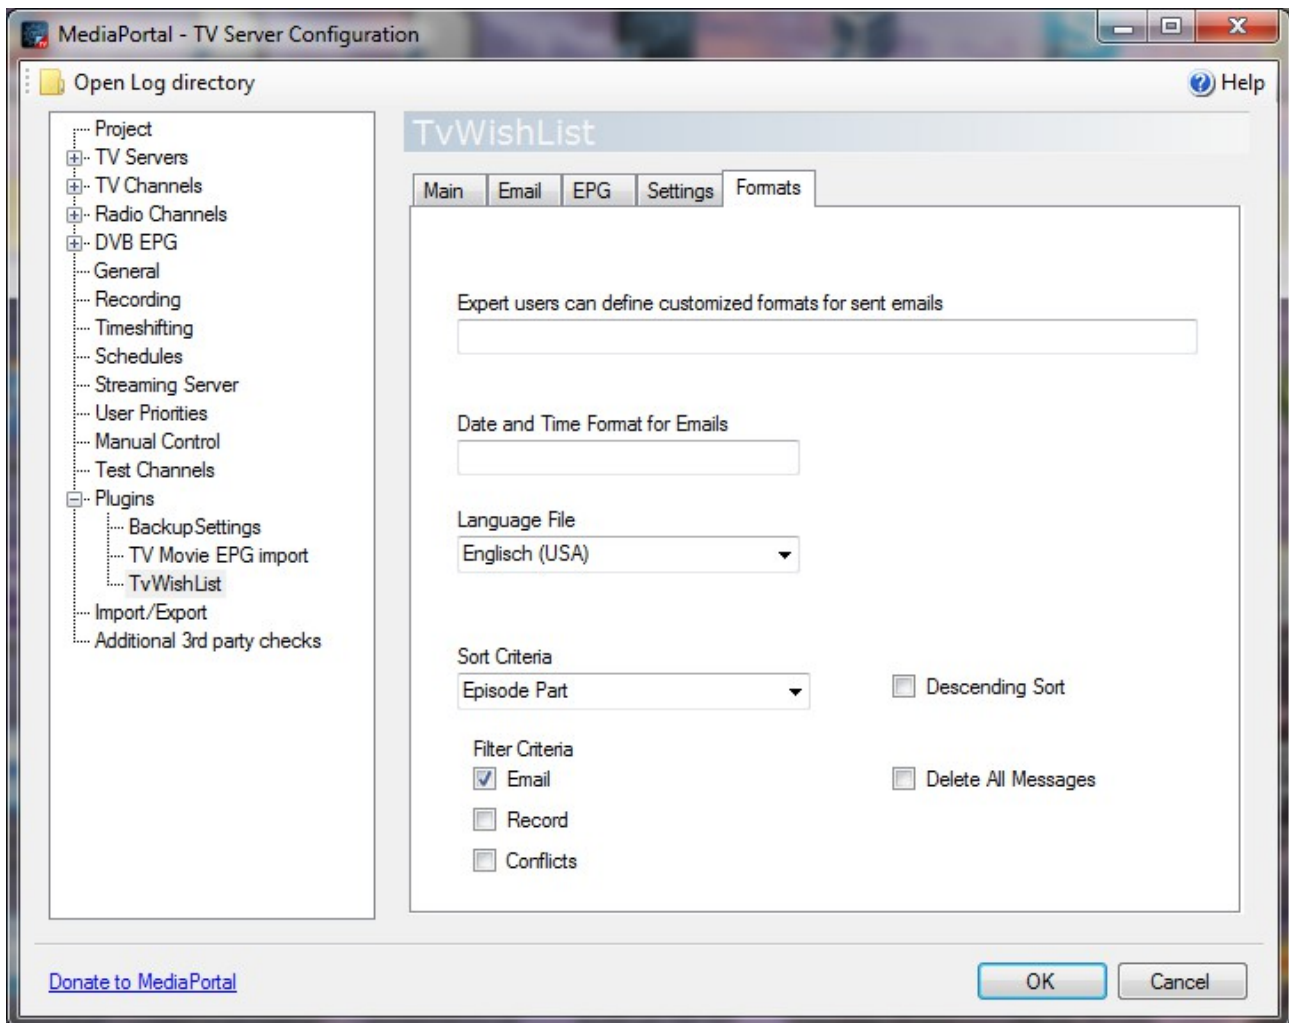 MediaPortal - TV Server Configuration
Open Log directory
Help
Project
TV Servers
TV Channels
Radio Channels
DVB EPG
General
Recording
Timeshifting
Schedules
Streaming Server
User Priorities
Manual Control
Test Channels
Plugins
BackupSettings
TV Movie EPG import
TvWishList
Import/Export
Additional 3rd party checks
TvWishList
Main Email EPG Settings Formats
Expert users can define customized formats for sent emails
Date and Time Format for Emails
Language File
Englisch (USA)
Sort Criteria
Episode Part
Descending Sort
Filter Criteria
Email
Delete All Messages
Record
Conflicts
Donate to MediaPortal
OK
Cancel